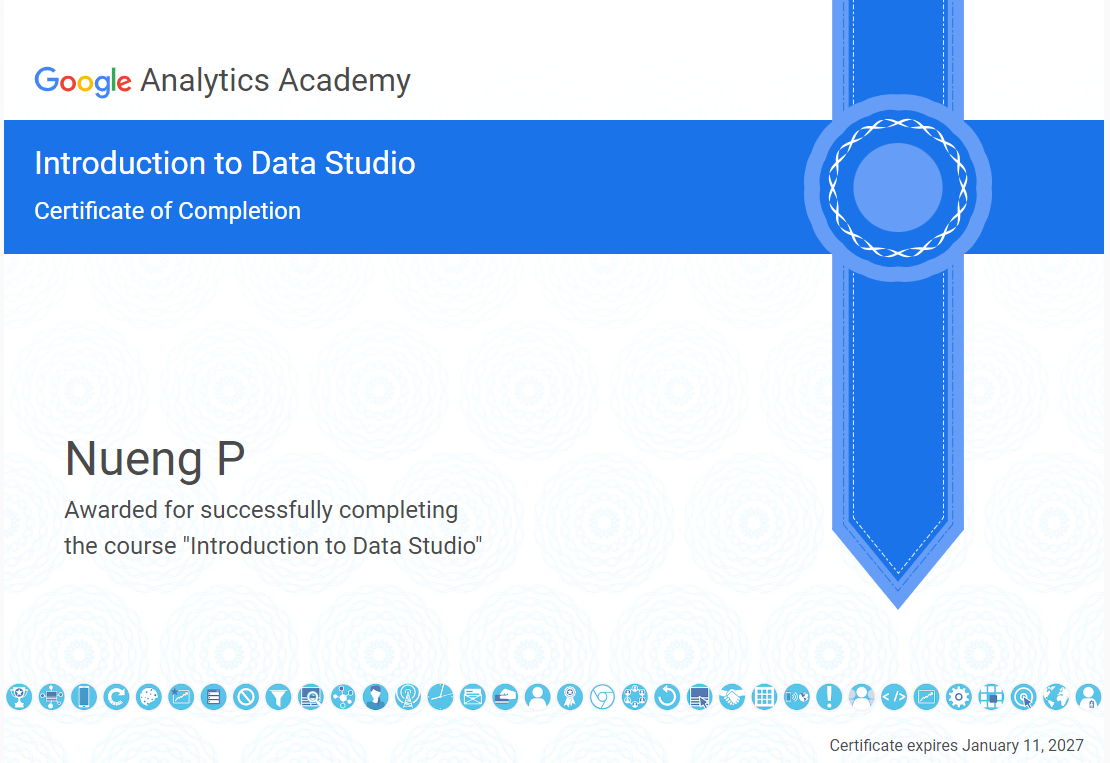 Google Analytics Academy
Introduction to Data Studio
Certificate of Completion
Nueng P
Awarded for successfully completing
the course "Introduction to Data Studio"
Certificate expires January 11, 2027